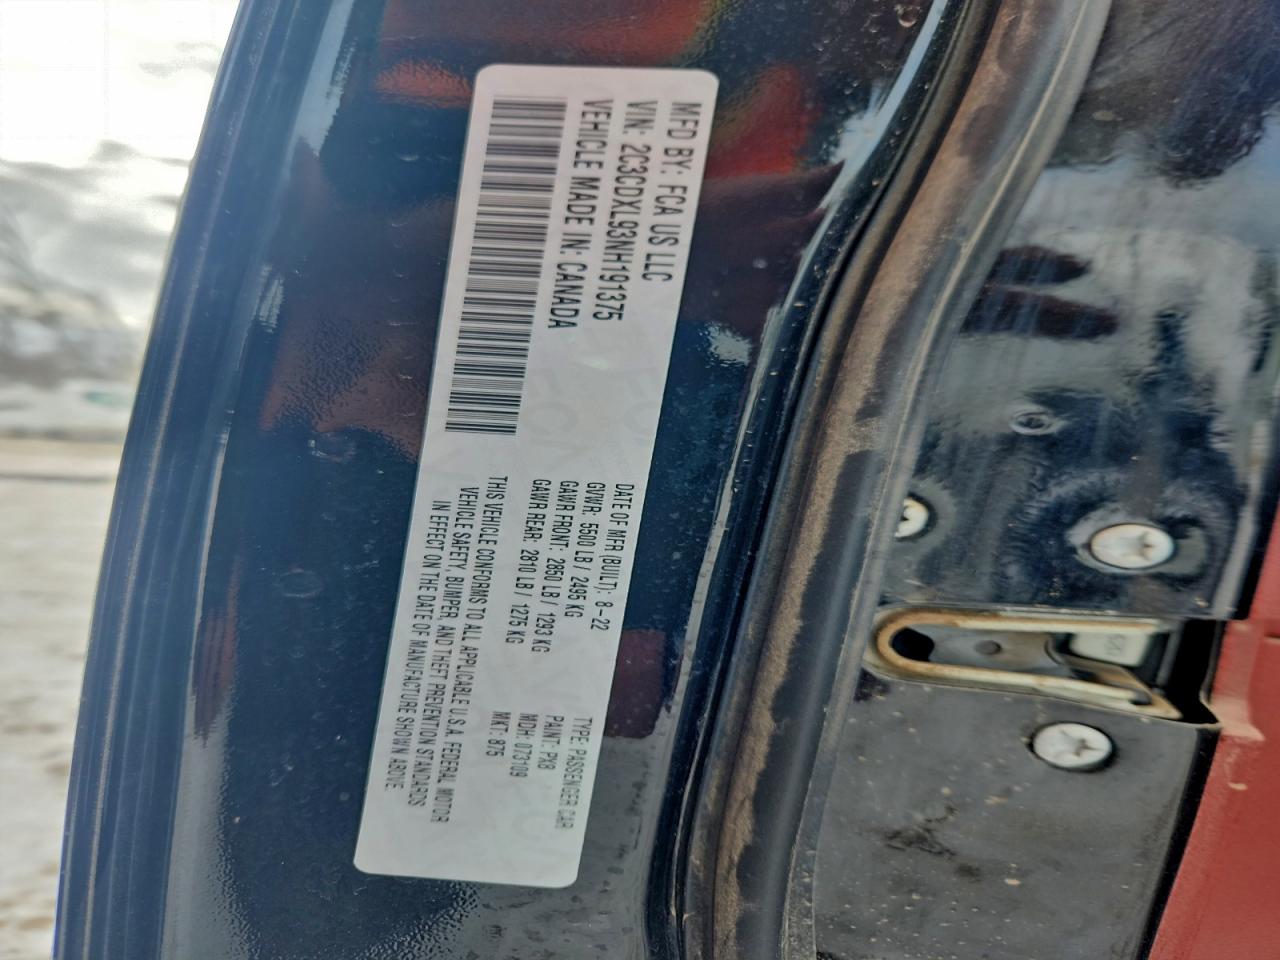 MFD BY: FCA US LLC
VIN: 2C3CDXL93NH191375
VEHICLE MADE IN: CANADA
DATE OF MFR (BUILT): 8-22
GVWR: 5500 LB / 2495 KG
GAWR FRONT: 2850 LB / 1293 KG
GAWR REAR: 2810 LB / 1275 KG
TYPE: PASSENGER CAR
PAINT: PX8
MDH: 073109
MKT: 875
THIS VEHICLE CONFORMS TO ALL APPLICABLE U.S.A. FEDERAL MOTOR
VEHICLE SAFETY, BUMPER, AND THEFT PREVENTION STANDARDS
IN EFFECT ON THE DATE OF MANUFACTURE SHOWN ABOVE.